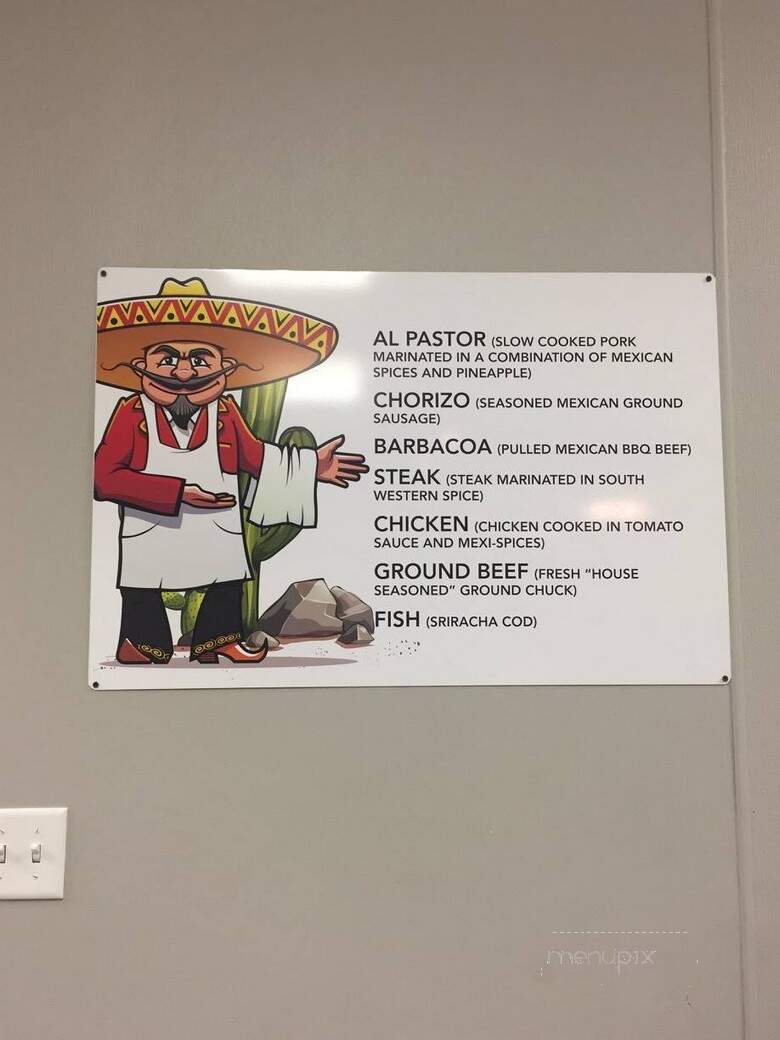 AL PASTOR (SLOW COOKED PORK
MARINATED IN A COMBINATION OF MEXICAN
SPICES AND PINEAPPLE)
CHORIZO (SEASONED MEXICAN GROUND
SAUSAGE)
BARBACOA (PULLED MEXICAN BBQ BEEF)
STEAK (STEAK MARINATED IN SOUTH
WESTERN SPICE)
CHICKEN (CHICKEN COOKED IN TOMATO
SAUCE AND MEXI-SPICES)
GROUND BEEF (FRESH "HOUSE
SEASONED" GROUND CHUCK)
FISH (SRIRACHA COD)
menupix